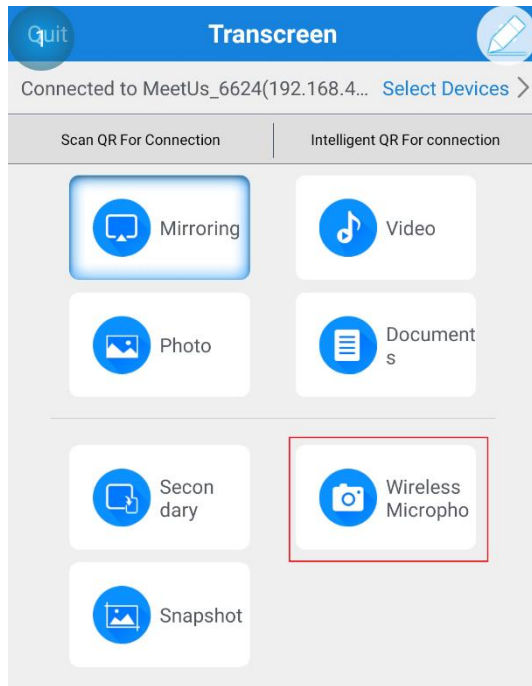 Quit
1
Transcreen
Connected to MeetUs_6624(192.168.4... Select Devices >
Scan QR For Connection
Intelligent QR For connection
Mirroring
Video
Photo
Document
s
Secon
dary
Wireless
Micropho
Snapshot